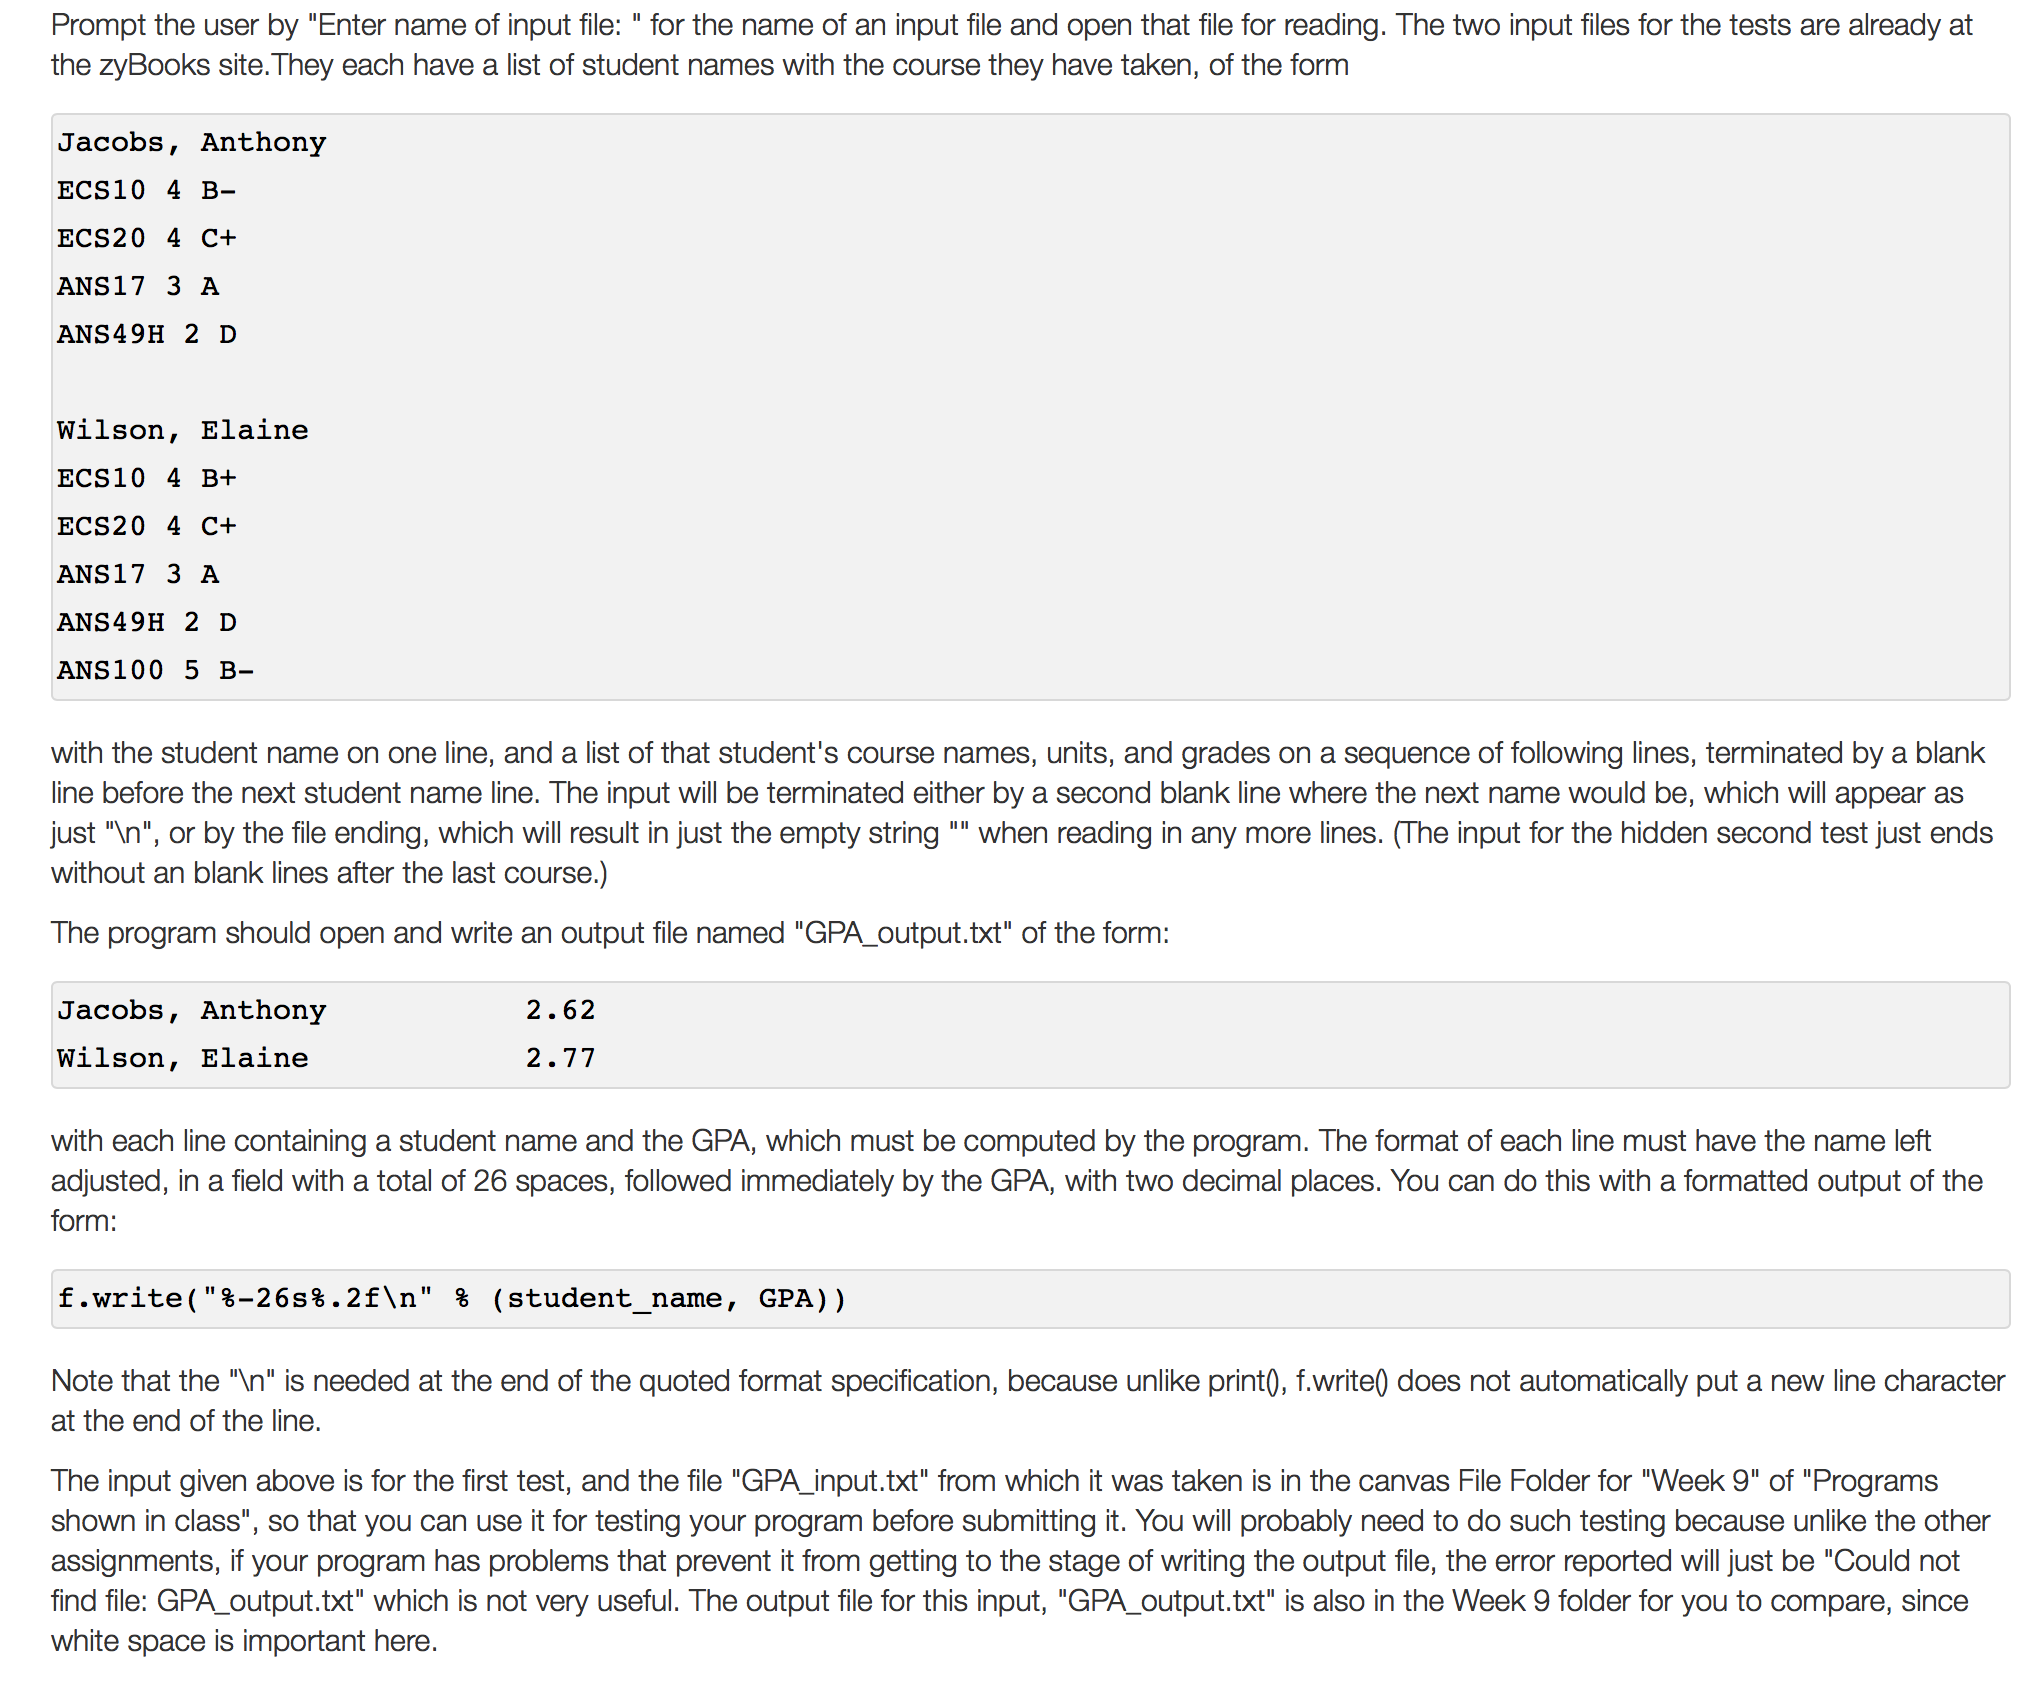 Prompt the user by "Enter name of input file: " for the name of an input file and open that file for reading. The two input files for the tests are already at
the zyBooks site.They each have a list of student names with the course they have taken, of the form
Jacobs, Anthony
ECS10 4 B-
ECS20 4 C+
ANS17 3 A
ANS49H 2 D
Wilson, Elaine
ECS10 4 B+
ECS20 4 C+
ANS17 3 A
ANS49H 2 D
ANS100 5 B-
with the student name on one line, and a list of that student's course names, units, and grades on a sequence of following lines, terminated by a blank
line before the next student name line. The input will be terminated either by a second blank line where the next name would be, which will appear as
just "\n", or by the file ending, which will result in just the empty string "" when reading in any more lines. (The input for the hidden second test just ends
without an blank lines after the last course.)
The program should open and write an output file named "GPA_output.txt" of the form:
Jacobs, Anthony           2.62
Wilson, Elaine            2.77
with each line containing a student name and the GPA, which must be computed by the program. The format of each line must have the name left
adjusted, in a field with a total of 26 spaces, followed immediately by the GPA, with two decimal places. You can do this with a formatted output of the
form:
f.write("%-26s%.2f\n" % (student_name, GPA))
Note that the "\n" is needed at the end of the quoted format specification, because unlike print(), f.write() does not automatically put a new line character
at the end of the line.
The input given above is for the first test, and the file "GPA_input.txt" from which it was taken is in the canvas File Folder for "Week 9" of "Programs
shown in class", so that you can use it for testing your program before submitting it. You will probably need to do such testing because unlike the other
assignments, if your program has problems that prevent it from getting to the stage of writing the output file, the error reported will just be "Could not
find file: GPA_output.txt" which is not very useful. The output file for this input, "GPA_output.txt" is also in the Week 9 folder for you to compare, since
white space is important here.